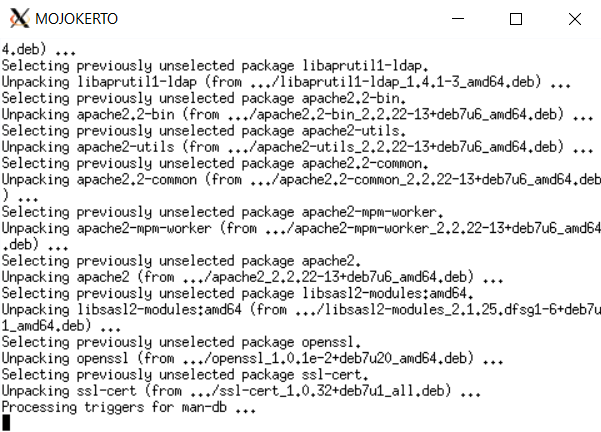 MOJOKERTO
4.deb) ...
Selecting previously unselected package libaprutil1-ldap.
Unpacking libaprutil1-ldap (from .../libaprutil1-ldap_1.4.1-3_amd64.deb) ...
Selecting previously unselected package apache2.2-bin.
Unpacking apache2.2-bin (from .../apache2.2-bin_2.2.22-13+deb7u6_amd64.deb) ...
Selecting previously unselected package apache2-utils.
Unpacking apache2-utils (from .../apache2-utils_2.2.22-13+deb7u6_amd64.deb) ...
Selecting previously unselected package apache2.2-common.
Unpacking apache2.2-common (from .../apache2.2-common_2.2.22-13+deb7u6_amd64.deb
) ...
Selecting previously unselected package apache2-mpm-worker.
Unpacking apache2-mpm-worker (from .../apache2-mpm-worker_2.2.22-13+deb7u6_amd64
.deb) ...
Selecting previously unselected package apache2.
Unpacking apache2 (from .../apache2_2.2.22-13+deb7u6_amd64.deb) ...
Selecting previously unselected package libsasl2-modules:amd64.
Unpacking libsasl2-modules:amd64 (from .../libsasl2-modules_2.1.25.dfsg1-6+deb7u
1_amd64.deb) ...
Selecting previously unselected package openssl.
Unpacking openssl (from .../openssl_1.0.1e-2+deb7u20_amd64.deb) ...
Selecting previously unselected package ssl-cert.
Unpacking ssl-cert (from .../ssl-cert_1.0.32+deb7u1_all.deb) ...
Processing triggers for man-db ...